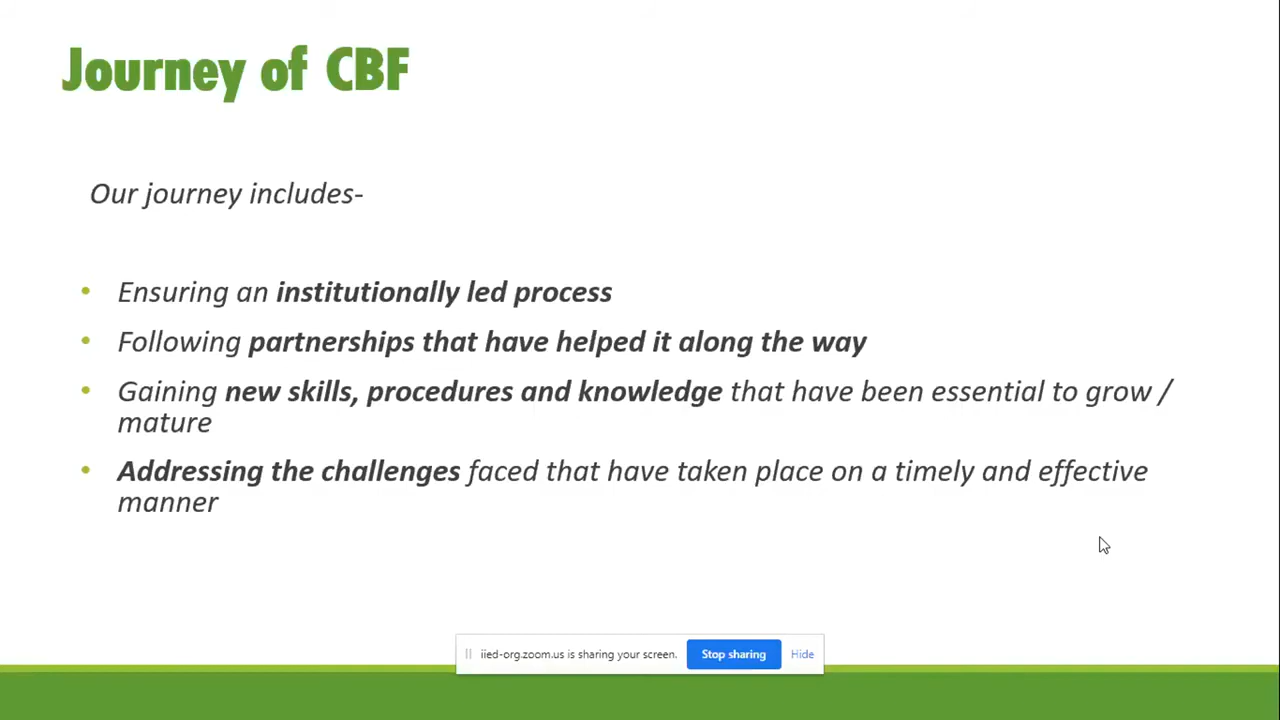 Journey of CBF
Our journey includes-
• Ensuring an institutionally led process
• Following partnerships that have helped it along the way
• Gaining new skills, procedures and knowledge that have been essential to grow /
mature
• Addressing the challenges faced that have taken place on a timely and effective
manner
iied-org.zoom.us is sharing your screen. Stop sharing Hide